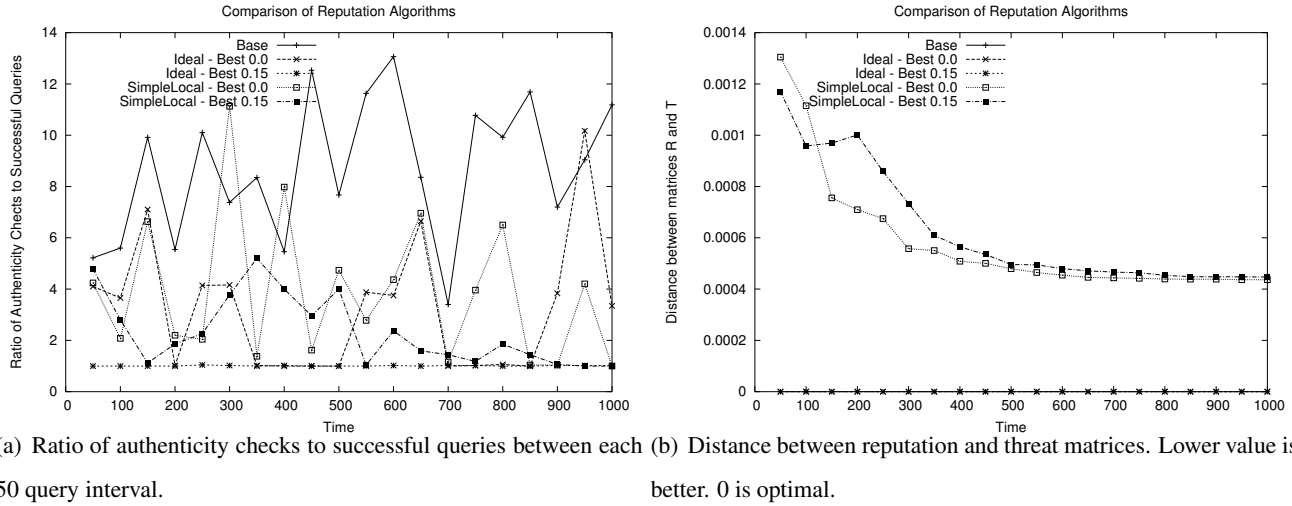 Comparison of Reputation Algorithms
Ratio of Authenticity Checks to Successful Queries
14
12
10
8
6
4
2
0
Base
Ideal - Best 0.0
Ideal - Best 0.15
SimpleLocal - Best 0.0
SimpleLocal - Best 0.15
0 100 200 300 400 500 600 700 800 900 1000
Time
(a) Ratio of authenticity checks to successful queries between each
50 query interval.
Comparison of Reputation Algorithms
Distance between matrices R and T
0.0014
0.0012
0.001
0.0008
0.0006
0.0004
0.0002
0
Base
Ideal - Best 0.0
Ideal - Best 0.15
SimpleLocal - Best 0.0
SimpleLocal - Best 0.15
0 100 200 300 400 500 600 700 800 900 1000
Time
(b) Distance between reputation and threat matrices. Lower value is
better. 0 is optimal.